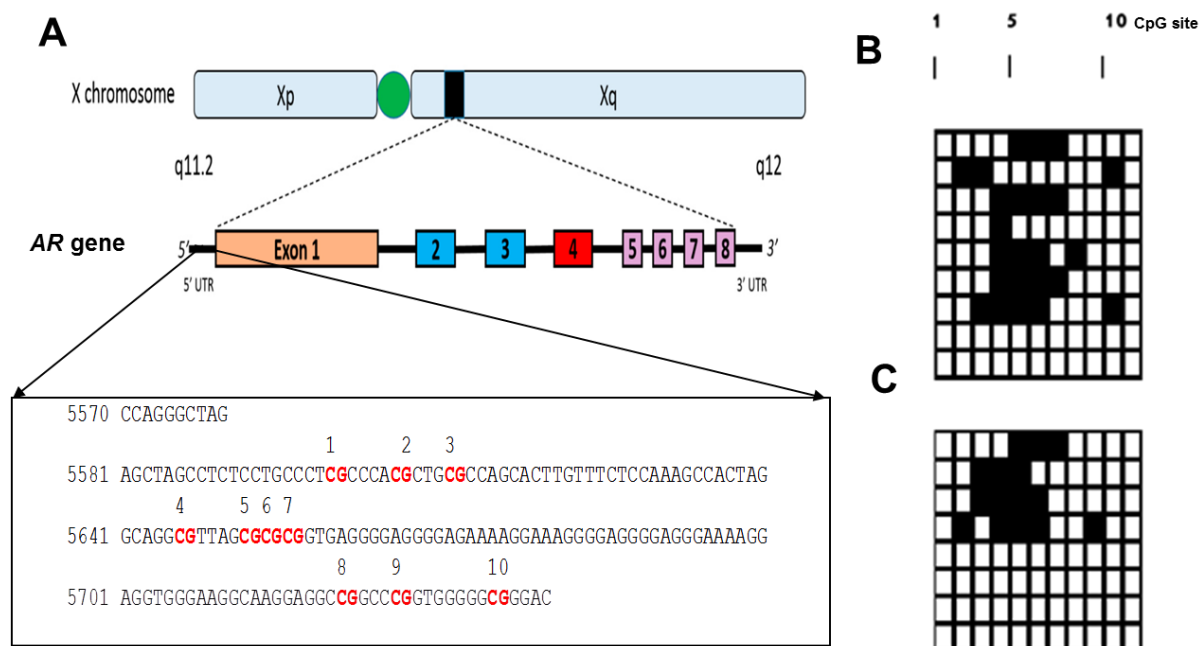 A
X chromosome Xp Xq
q11.2 q12
AR gene 5' Exon 1 2 3 4 5 6 7 8 3'
5' UTR 3' UTR
5570 CCAGGGCTAG
1 2 3
5581 AGCTAGCCTCTCCTGCCCTCGCCCACGCTGCGCCAGCACTTGTTTCTCCAAAGCCACTAG
4 5 6 7
5641 GCAGGCGTTAGCGCGCGGTGAGGGGAGGGGAGAAAAGGAAAGGGGAGGGGAGGGAAAAGG
8 9 10
5701 AGGTGGGAAGGCAAGGAGGCCGGCCCGGTGGGGGCGGGAC
B
1 5 10 CpG site
C